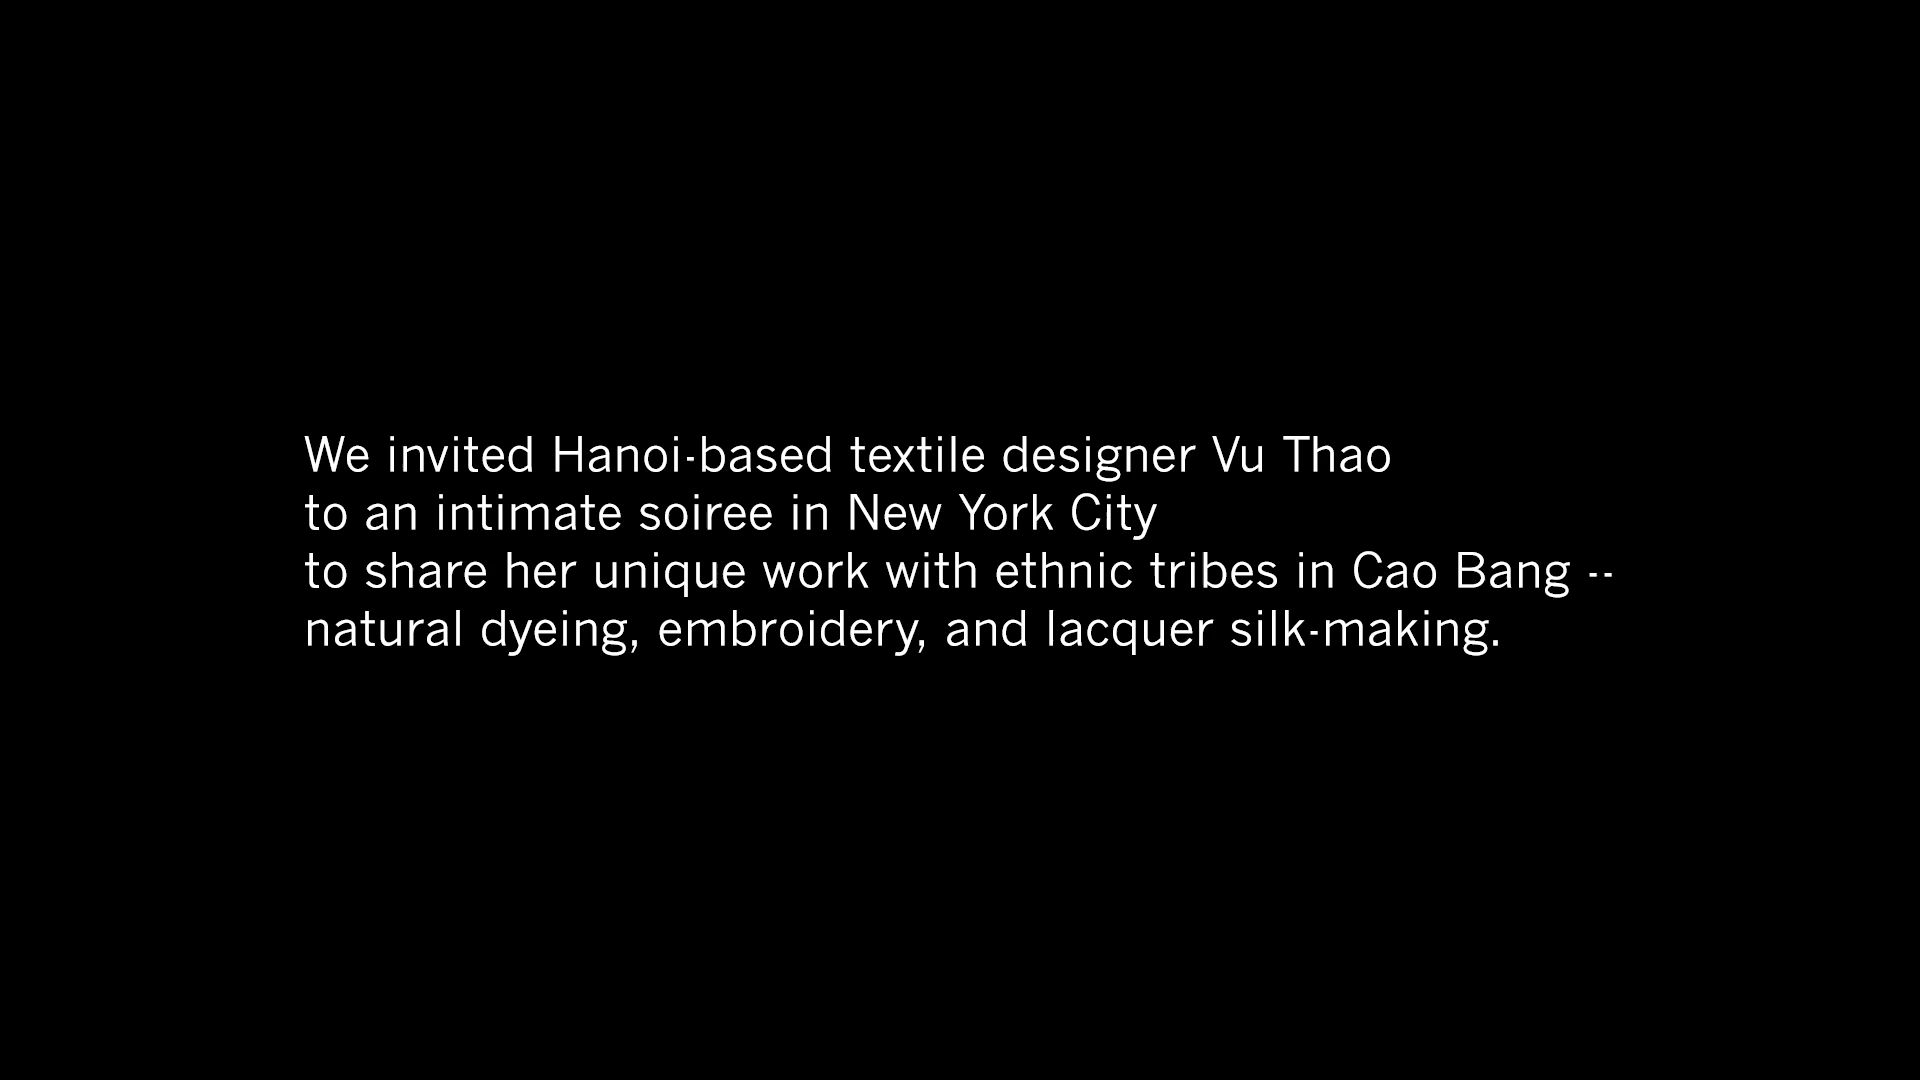 We invited Hanoi-based textile designer Vu Thao
to an intimate soiree in New York City
to share her unique work with ethnic tribes in Cao Bang --
natural dyeing, embroidery, and lacquer silk-making.